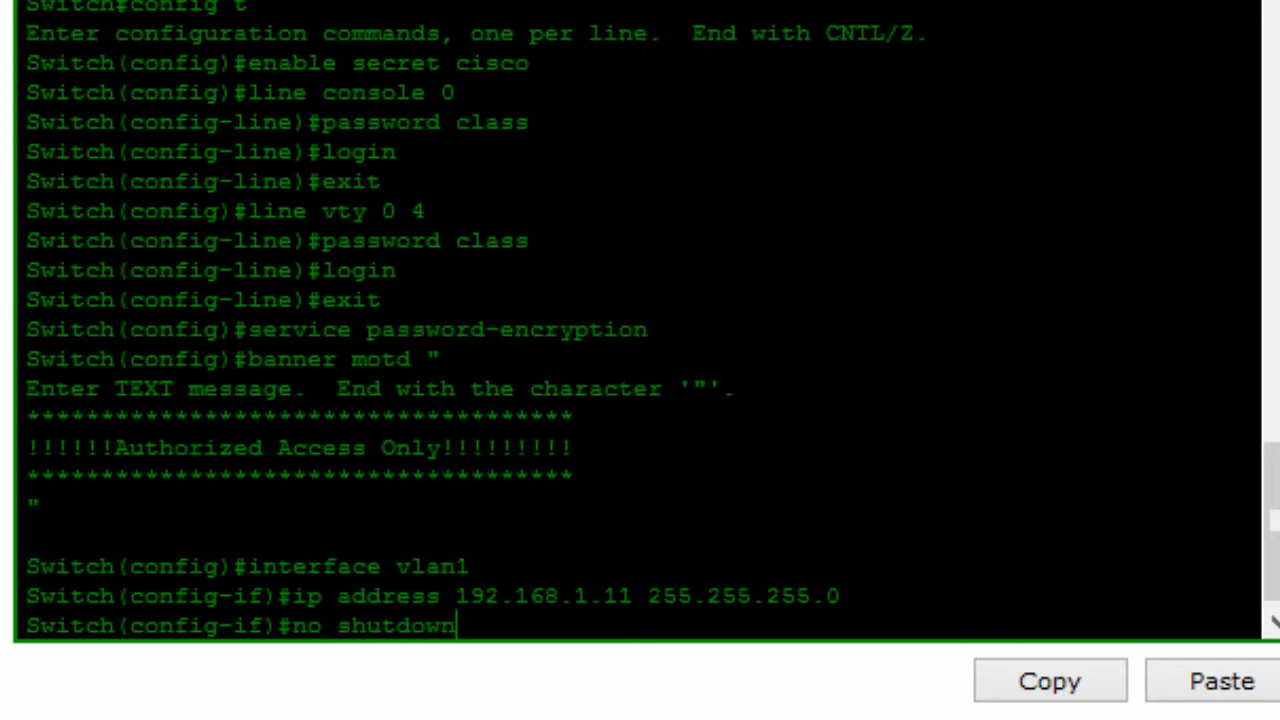 Switch#config t
Enter configuration commands, one per line.  End with CNTL/Z.
Switch(config)#enable secret cisco
Switch(config)#line console 0
Switch(config-line)#password class
Switch(config-line)#login
Switch(config-line)#exit
Switch(config)#line vty 0 4
Switch(config-line)#password class
Switch(config-line)#login
Switch(config-line)#exit
Switch(config)#service password-encryption
Switch(config)#banner motd "
Enter TEXT message.  End with the character '"'.
*************************************
!!!!!!Authorized Access Only!!!!!!!!!
*************************************
"
Switch(config)#interface vlan1
Switch(config-if)#ip address 192.168.1.11 255.255.255.0
Switch(config-if)#no shutdown
Copy Paste